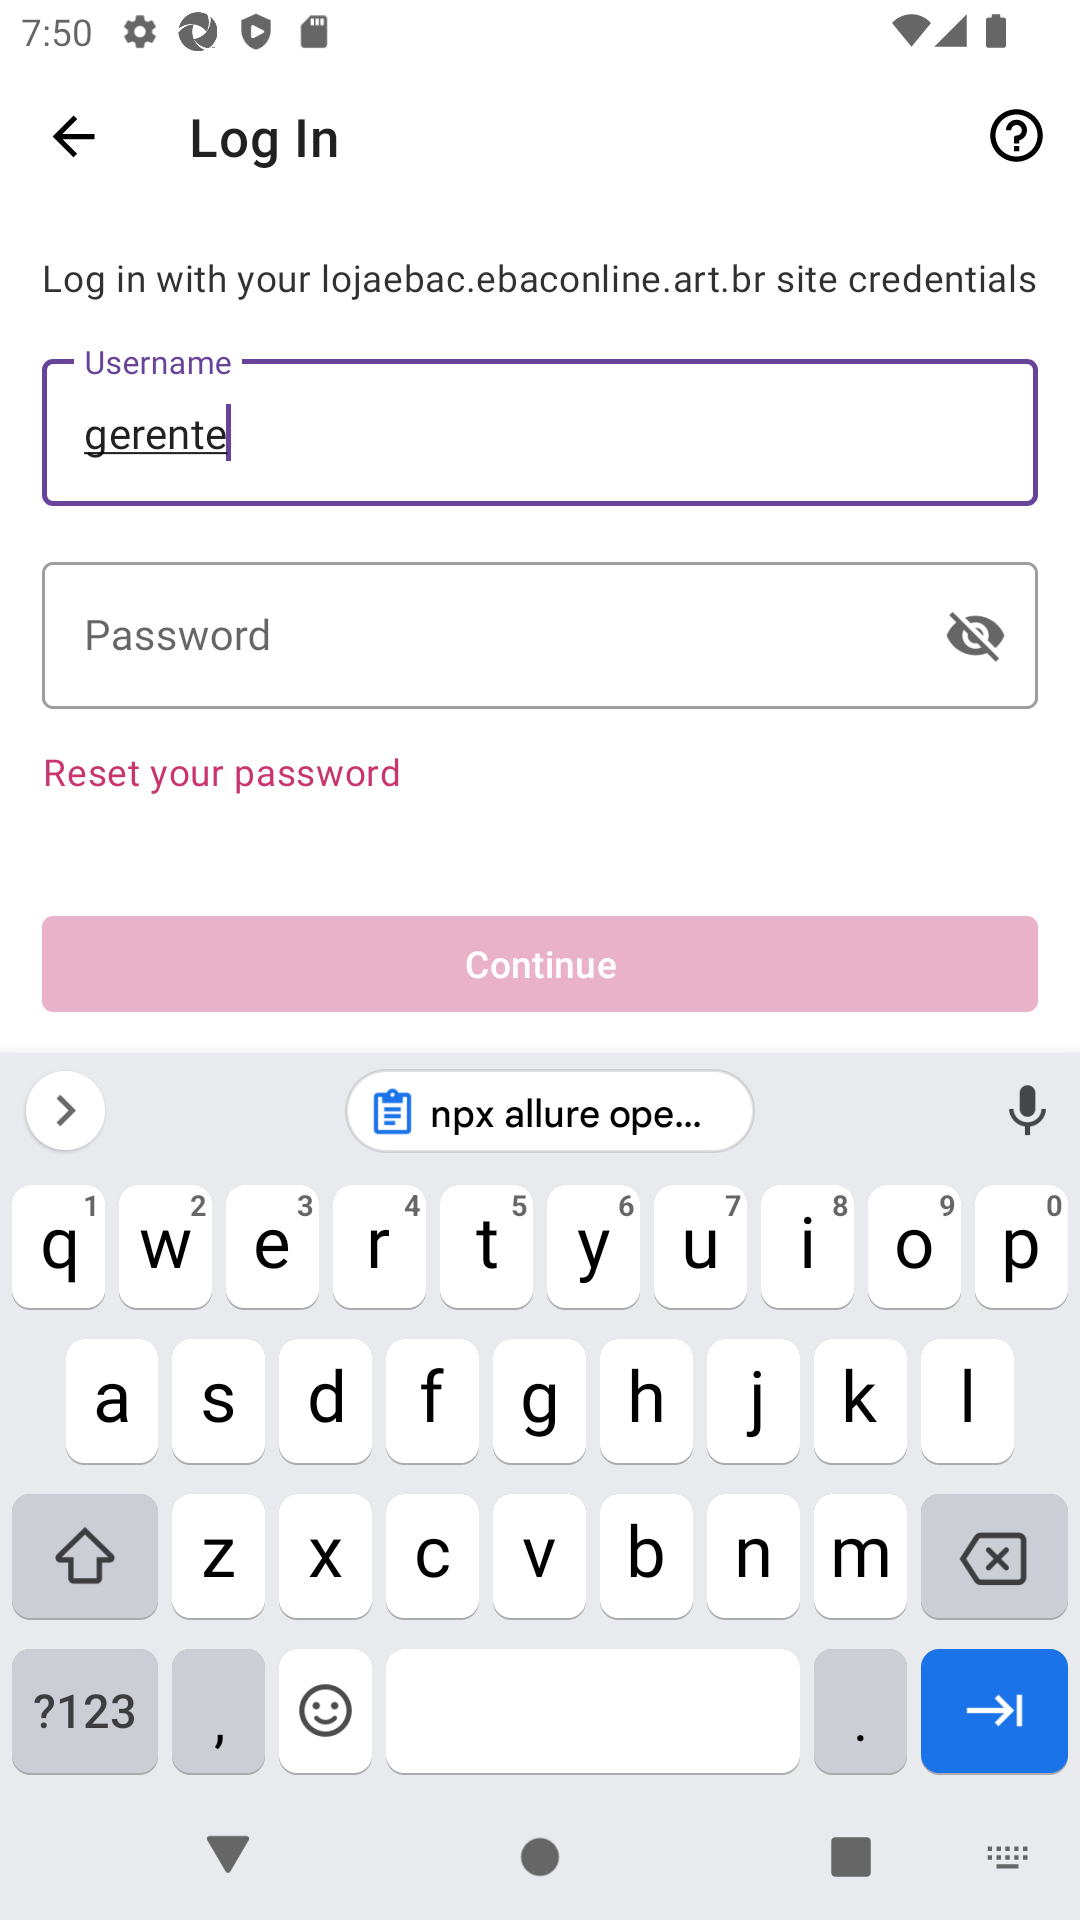 7:50
Log In
Log in with your lojaebac.ebaconline.art.br site credentials
Username
gerente
Password
Reset your password
Continue
npx allure ope...
1 2 3 4 5 6 7 8 9 0
q w e r t y u i o p
a s d f g h j k l
z x c v b n m
?123 , .